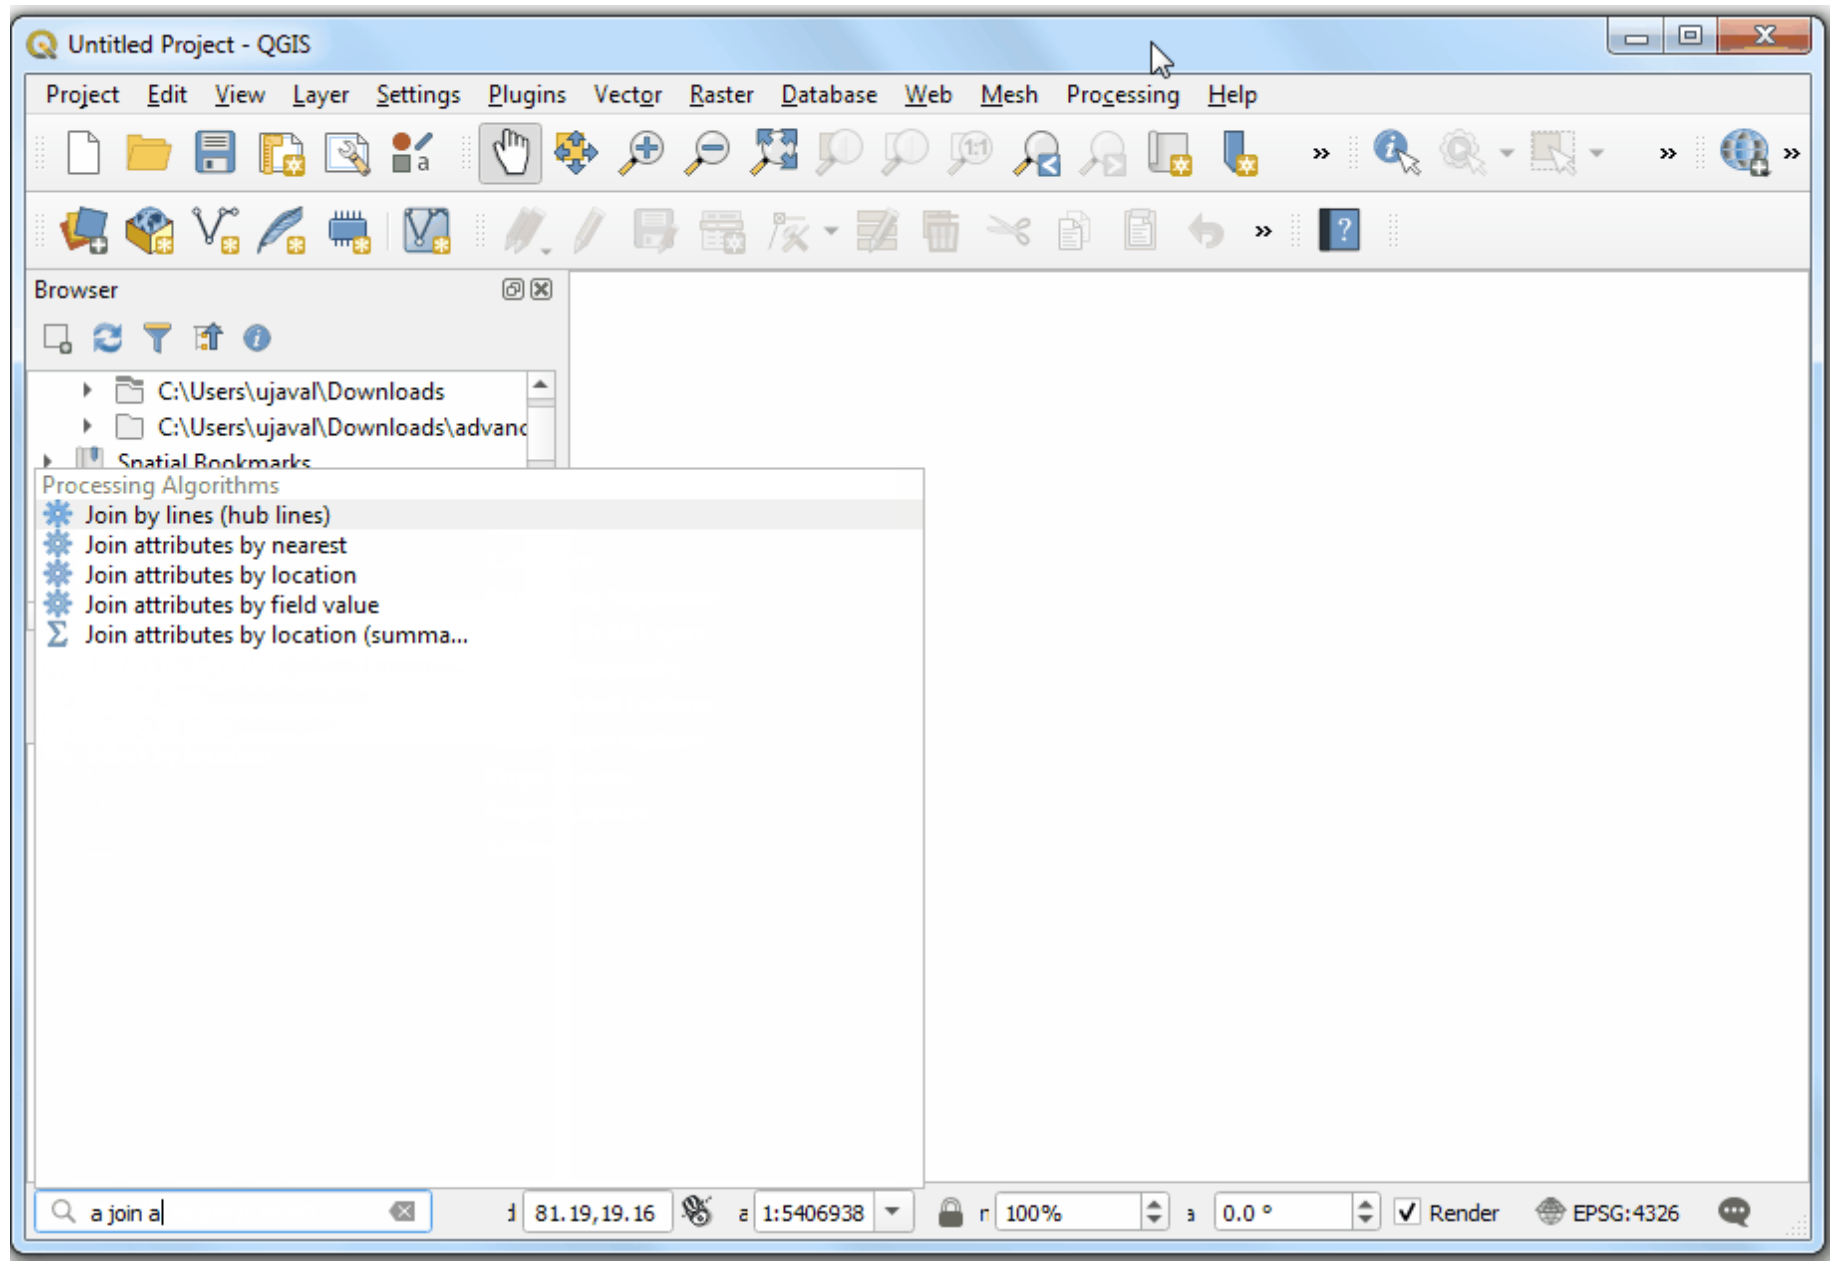 Untitled Project - QGIS
Project Edit View Layer Settings Plugins Vector Raster Database Web Mesh Processing Help
a 1:1 » » »
» ?
Browser
C:\Users\ujaval\Downloads
C:\Users\ujaval\Downloads\advanc
Spatial Bookmarks
Processing Algorithms
Join by lines (hub lines)
Join attributes by nearest
Join attributes by location
Join attributes by field value
Join attributes by location (summa...
a join a 81.19,19.16 a 1:5406938 100% a 0.0 ° Render EPSG:4326